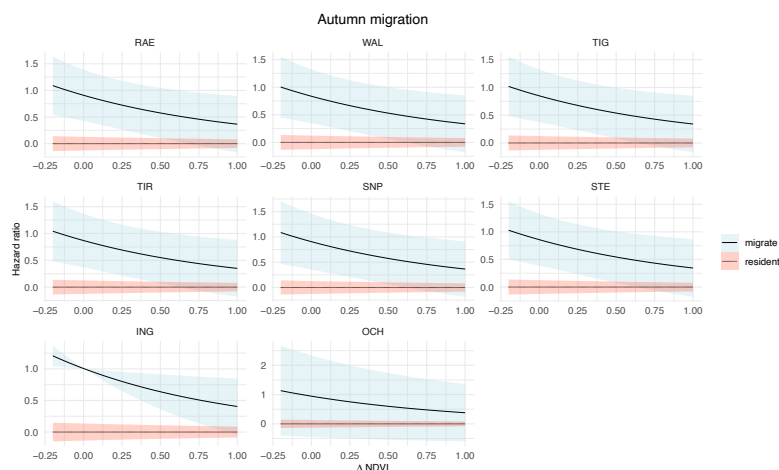 Autumn migration
RAE WAL TIG
1.5 1.5 1.5
1.0 1.0 1.0
0.5 0.5 0.5
0.0 0.0 0.0
−0.25 0.00 0.25 0.50 0.75 1.00 −0.25 0.00 0.25 0.50 0.75 1.00 −0.25 0.00 0.25 0.50 0.75 1.00
TIR SNP STE
1.5 1.5 1.5
1.0 1.0 1.0
0.5 0.5 0.5
0.0 0.0 0.0
−0.25 0.00 0.25 0.50 0.75 1.00 −0.25 0.00 0.25 0.50 0.75 1.00 −0.25 0.00 0.25 0.50 0.75 1.00
Hazard ratio
migrate
resident
ING OCH
1.0 2
0.5 1
0.0 0
−0.25 0.00 0.25 0.50 0.75 1.00 −0.25 0.00 0.25 0.50 0.75 1.00
Δ NDVI